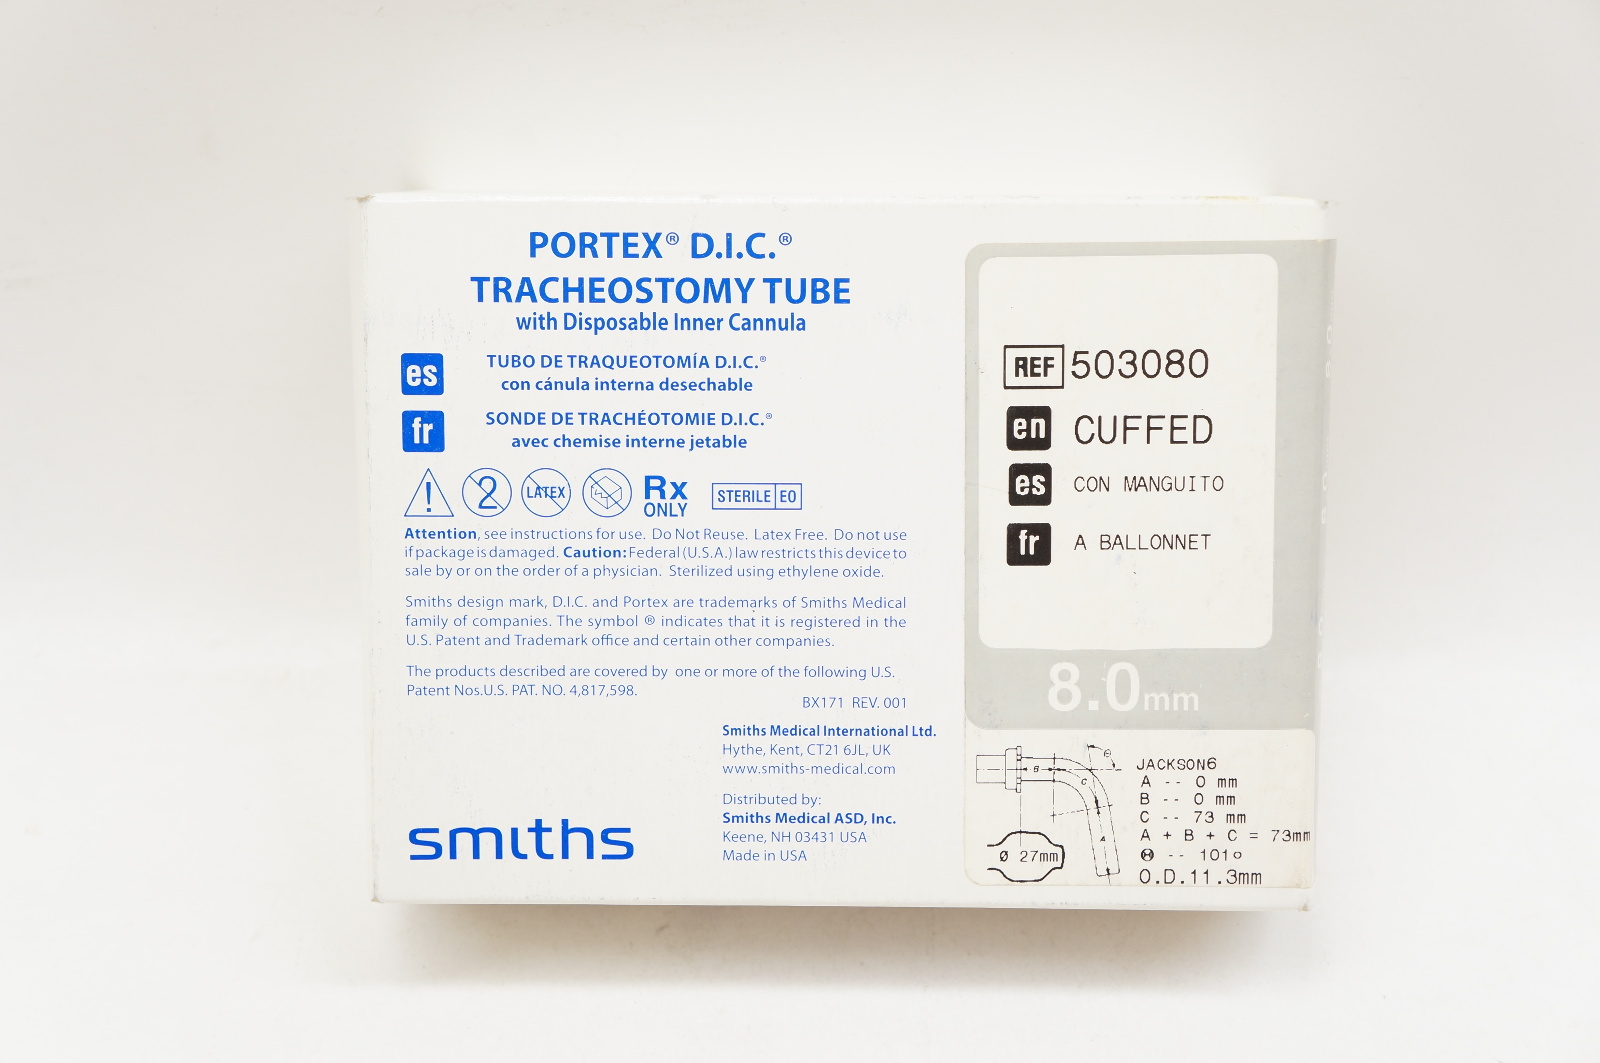 PORTEX® D.I.C.®
TRACHEOSTOMY TUBE
with Disposable Inner Cannula
es
TUBO DE TRAQUEOTOMÍA D.I.C.®
con cánula interna desechable
fr
SONDE DE TRACHÉOTOMIE D.I.C.®
avec chemise interne jetable
! 2 LATEX Rx ONLY STERILE EO
Attention, see instructions for use. Do Not Reuse. Latex Free. Do not use
if package is damaged. Caution: Federal (U.S.A.) law restricts this device to
sale by or on the order of a physician. Sterilized using ethylene oxide.
Smiths design mark, D.I.C. and Portex are trademarks of Smiths Medical
family of companies. The symbol ® indicates that it is registered in the
U.S. Patent and Trademark office and certain other companies.
The products described are covered by one or more of the following U.S.
Patent Nos.U.S. PAT. NO. 4,817,598.
BX171 REV. 001
Smiths Medical International Ltd.
Hythe, Kent, CT21 6JL, UK
www.smiths-medical.com
Distributed by:
Smiths Medical ASD, Inc.
Keene, NH 03431 USA
Made in USA
smiths
REF 503080
en CUFFED
es CON MANGUITO
fr A BALLONNET
8.0mm
B C θ A
Ø 27mm
JACKSON6
A -- 0 mm
B -- 0 mm
C -- 73 mm
A + B + C = 73mm
Θ -- 101°
O.D.11.3mm